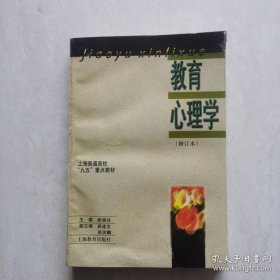 Jiaoyu xinlixue
教育
心理学
(修订本)
上海普通高校
“九五”重点教材
主编 邵瑞珍
副主编
上海教育出版社
孔夫子旧书网